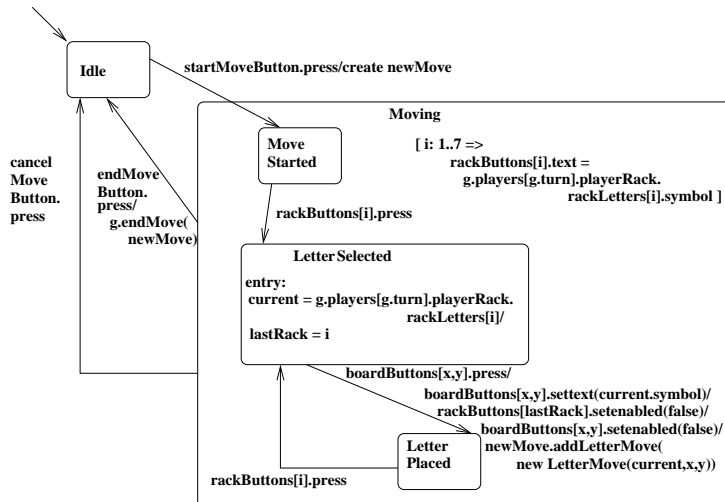 Idle
startMoveButton.press/create newMove
Moving
Move
Started
[ i: 1..7 =>
rackButtons[i].text =
g.players[g.turn].playerRack.
rackLetters[i].symbol ]
cancel
Move
Button.
press
endMove
Button.
press/
g.endMove(
newMove)
rackButtons[i].press
Letter Selected
entry:
current = g.players[g.turn].playerRack.
rackLetters[i]/
lastRack = i
boardButtons[x,y].press/
boardButtons[x,y].settext(current.symbol)/
rackButtons[lastRack].setenabled(false)/
boardButtons[x,y].setenabled(false)/
newMove.addLetterMove(
new LetterMove(current,x,y))
Letter
Placed
rackButtons[i].press